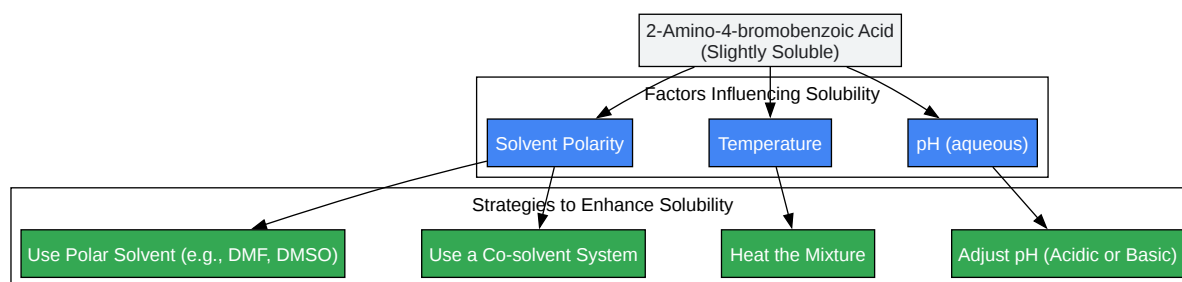 2-Amino-4-bromobenzoic Acid
(Slightly Soluble)
Factors Influencing Solubility
Solvent Polarity
Temperature
pH (aqueous)
Strategies to Enhance Solubility
Use Polar Solvent (e.g., DMF, DMSO)
Use a Co-solvent System
Heat the Mixture
Adjust pH (Acidic or Basic)